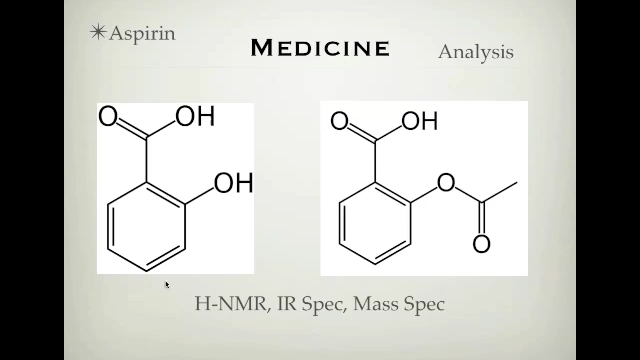 ✴Aspirin
MEDICINE
Analysis
O OH
OH
O OH
O
O
H-NMR, IR Spec, Mass Spec